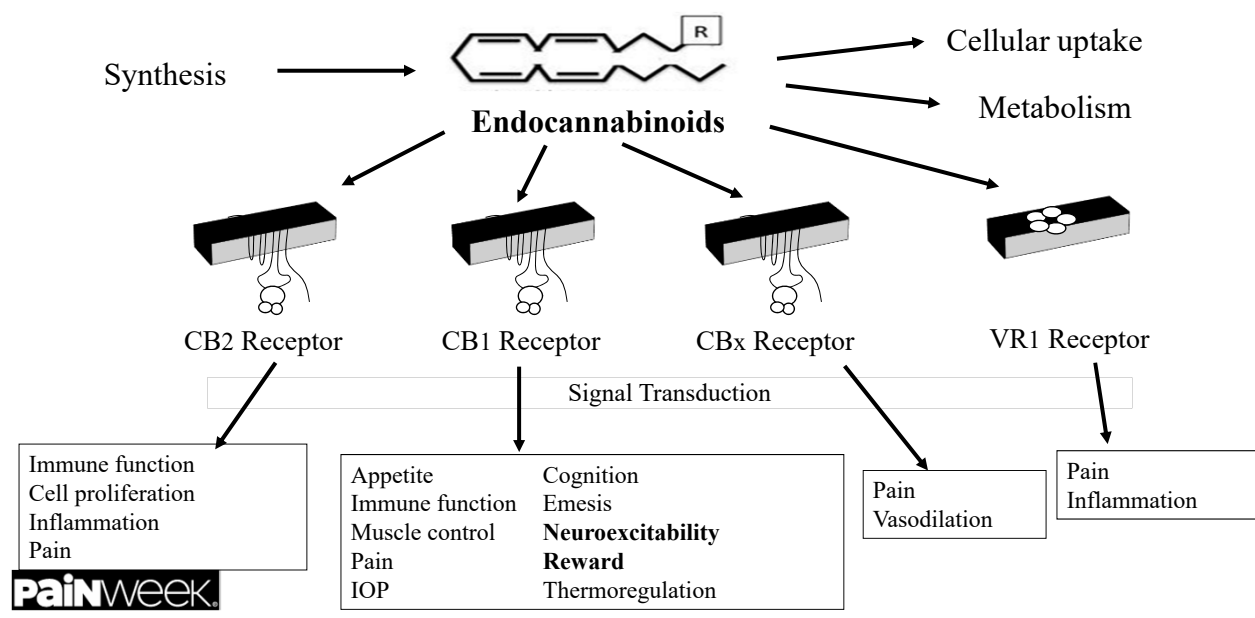 R
Synthesis
Cellular uptake
Metabolism
Endocannabinoids
CB2 Receptor
CB1 Receptor
CBx Receptor
VR1 Receptor
Signal Transduction
Immune function
Cell proliferation
Inflammation
Pain
Appetite
Immune function
Muscle control
Pain
IOP
Cognition
Emesis
Neuroexcitability
Reward
Thermoregulation
Pain
Vasodilation
Pain
Inflammation
PAiNWEEK.